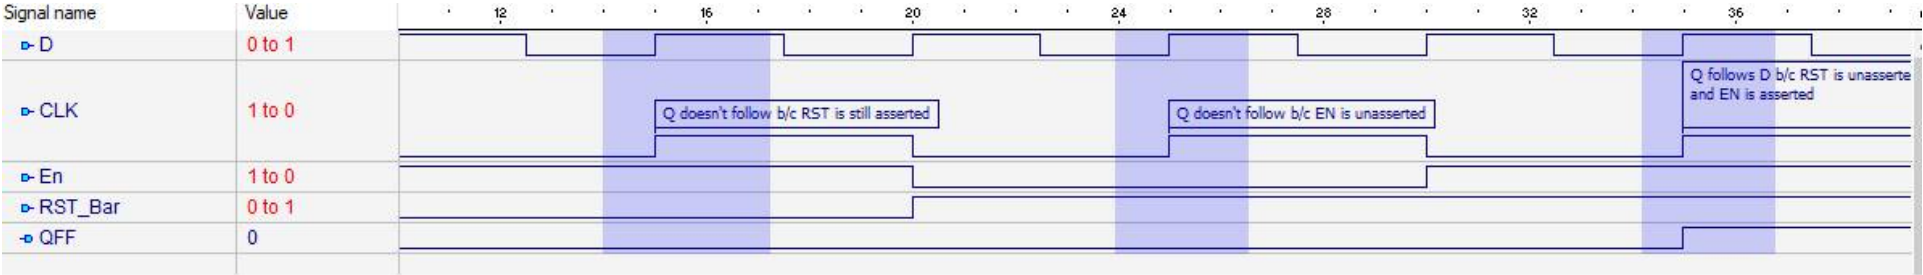 Signal name Value 12 16 20 24 28 32 36
D 0 to 1
Q follows D b/c RST is unasserte
and EN is asserted
CLK 1 to 0
Q doesn't follow b/c RST is still asserted
Q doesn't follow b/c EN is unasserted
En 1 to 0
RST_Bar 0 to 1
QFF 0